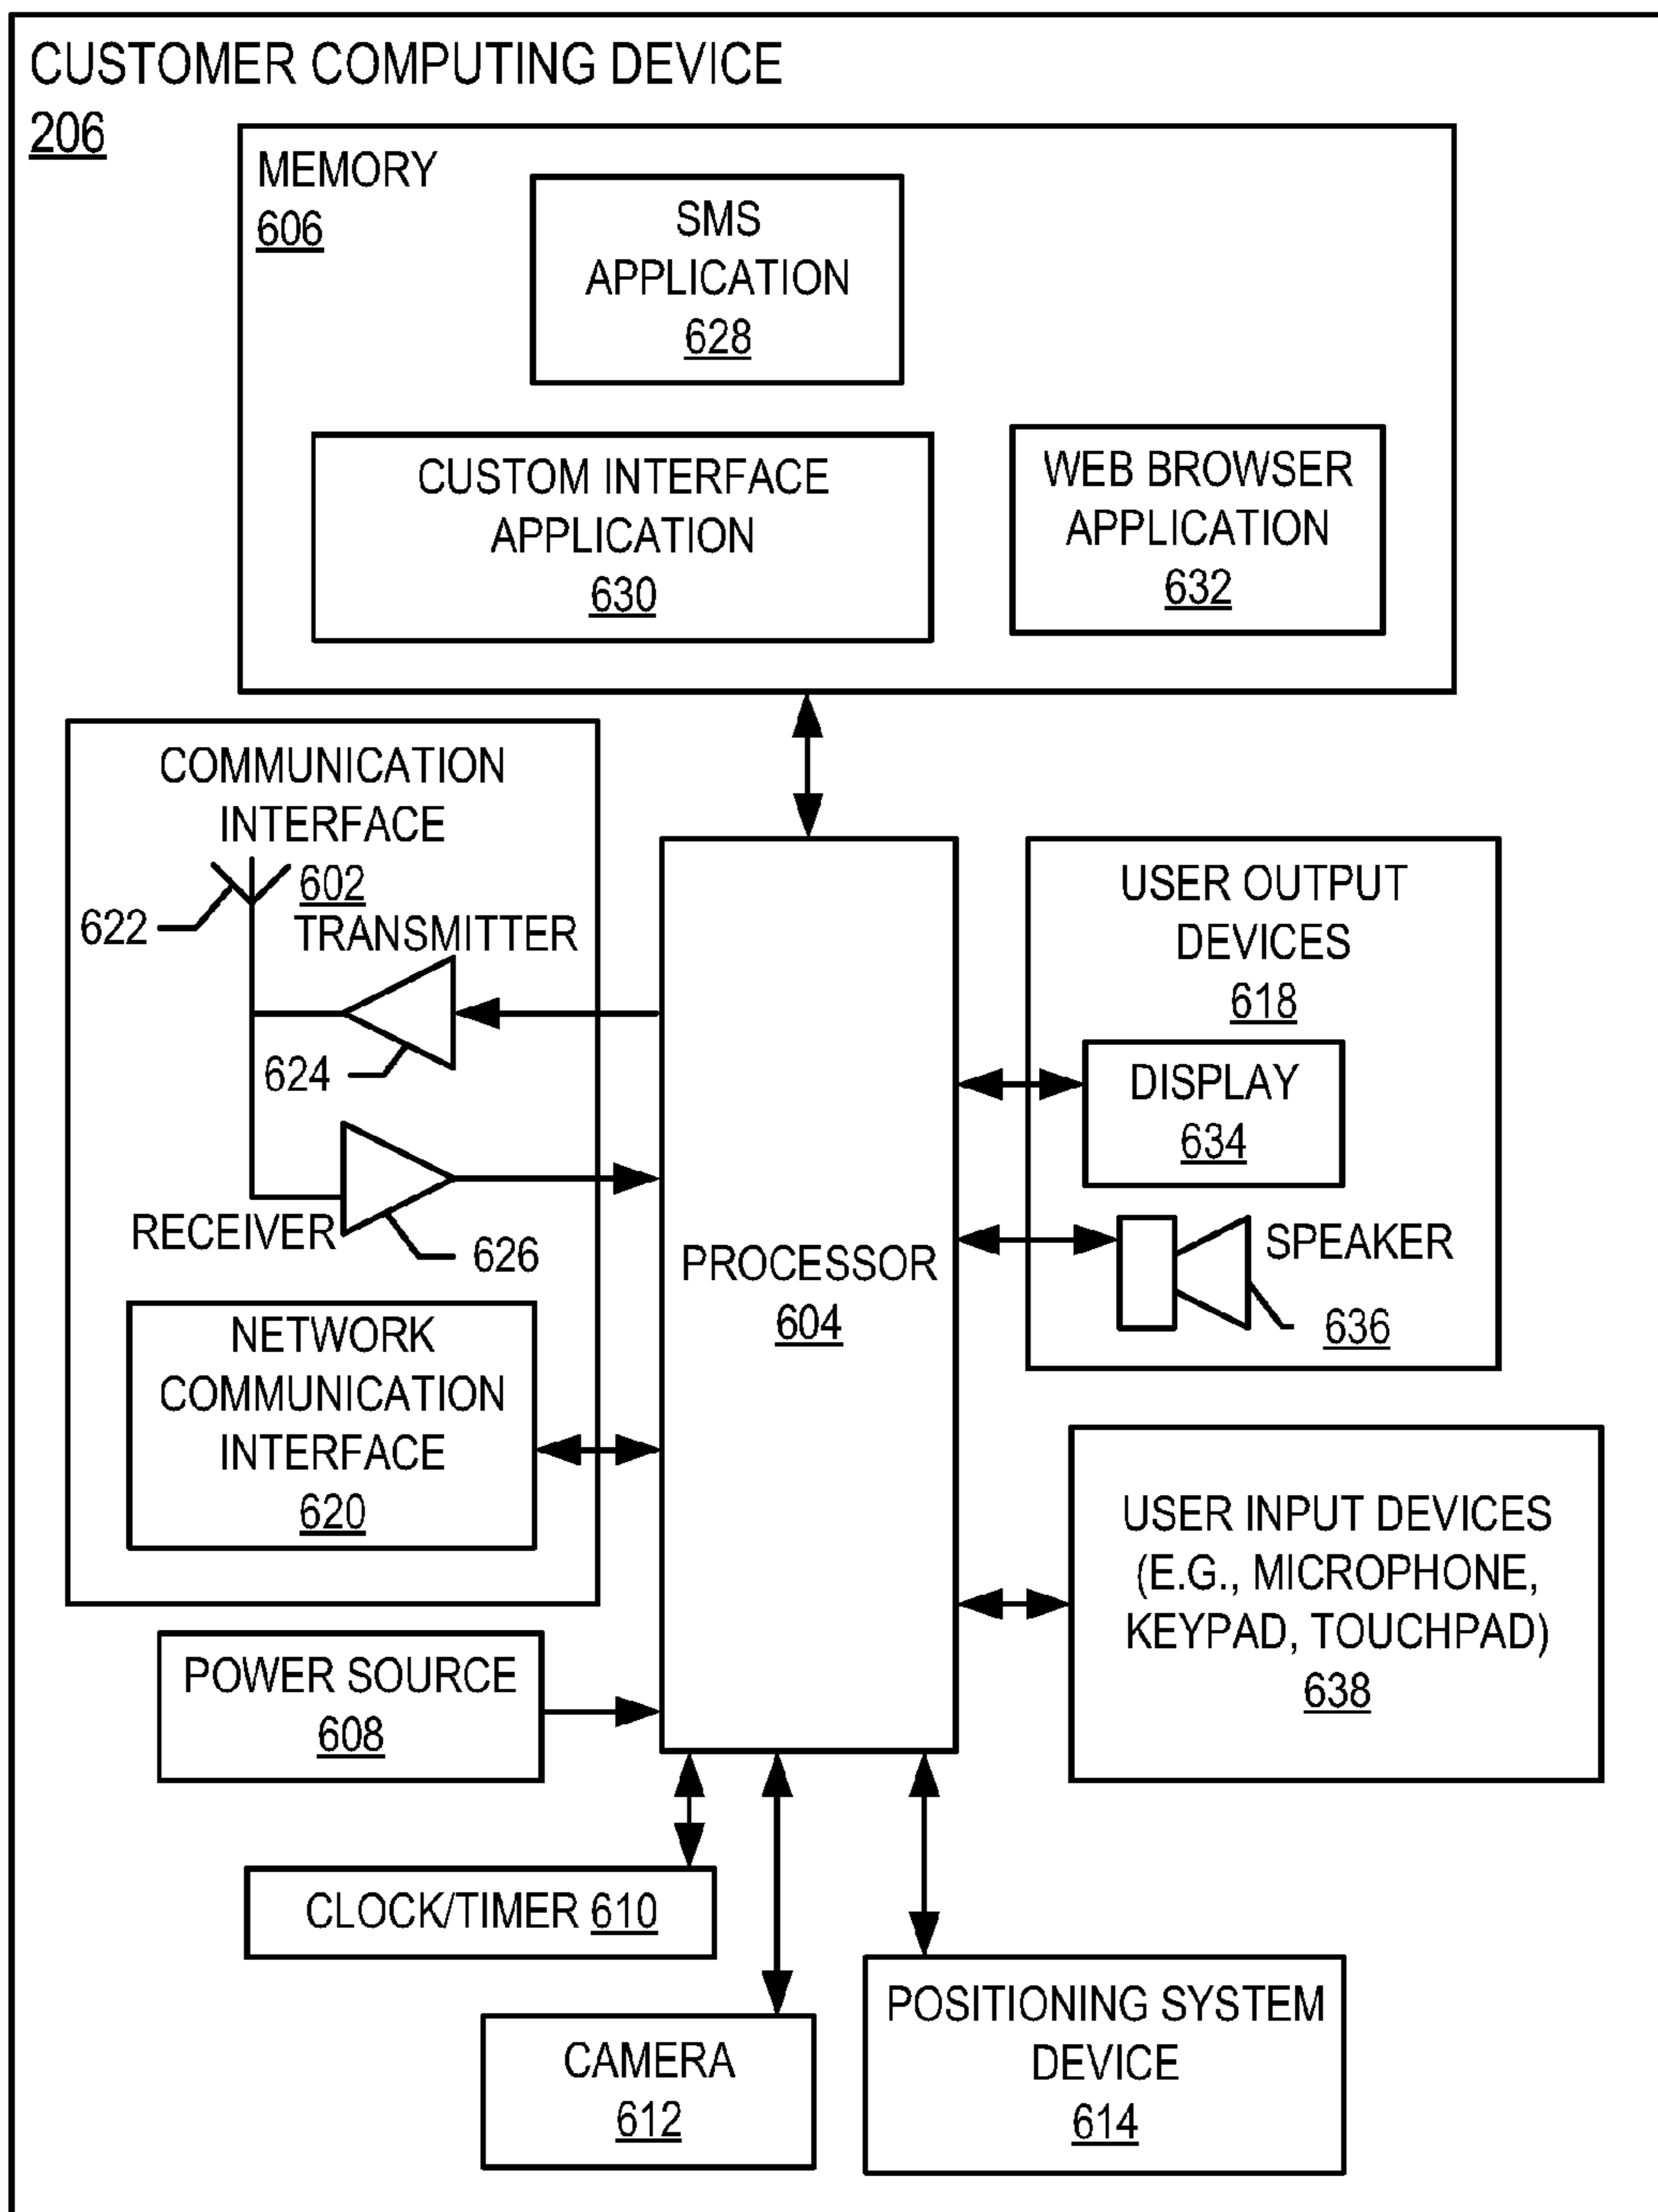 CUSTOMER COMPUTING DEVICE
206
MEMORY
606
SMS
APPLICATION
628
CUSTOM INTERFACE
APPLICATION
630
WEB BROWSER
APPLICATION
632
COMMUNICATION
INTERFACE
602
622
TRANSMITTER
624
RECEIVER
626
NETWORK
COMMUNICATION
INTERFACE
620
PROCESSOR
604
USER OUTPUT
DEVICES
618
DISPLAY
634
SPEAKER
636
USER INPUT DEVICES
(E.G., MICROPHONE,
KEYPAD, TOUCHPAD)
638
POWER SOURCE
608
CLOCK/TIMER 610
CAMERA
612
POSITIONING SYSTEM
DEVICE
614